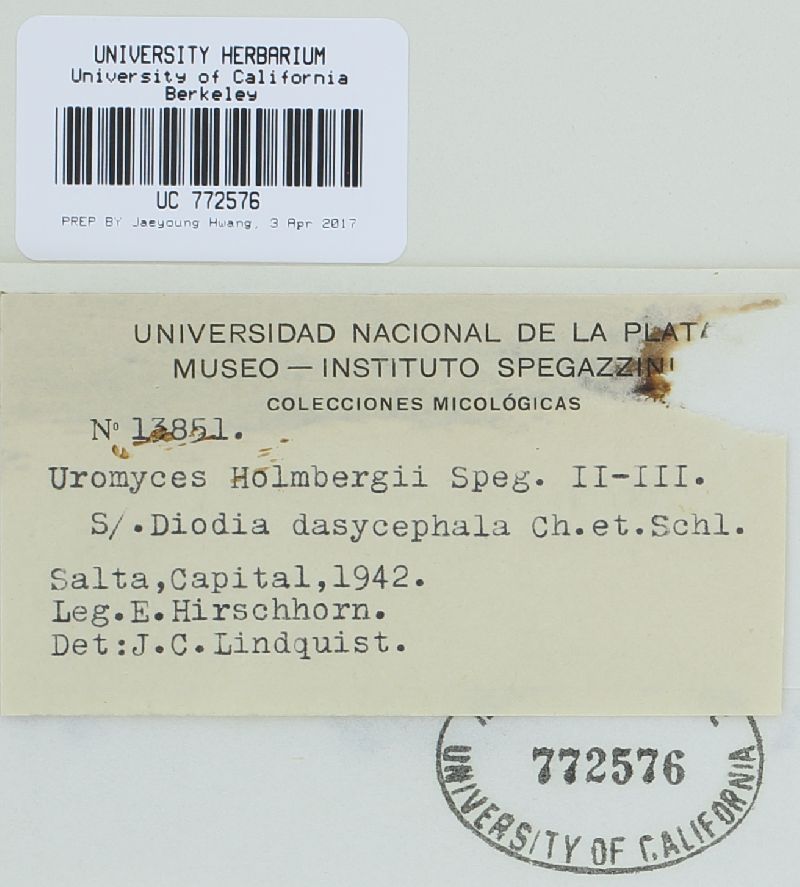 UNIVERSITY HERBARIUM
University of California
Berkeley
UC 772576
PREP BY Jaeyoung Hwang, 3 Apr 2017
UNIVERSIDAD NACIONAL DE LA PLATA
MUSEO — INSTITUTO SPEGAZZINI
COLECCIONES MICOLÓGICAS
Nº 13851.
Uromyces Holmbergii Speg. II-III.
S/.Diodia dasycephala Ch.et.Schl.
Salta,Capital,1942.
Leg.E.Hirschhorn.
Det:J.C.Lindquist.
772576
UNIVERSITY OF CALIFORNIA